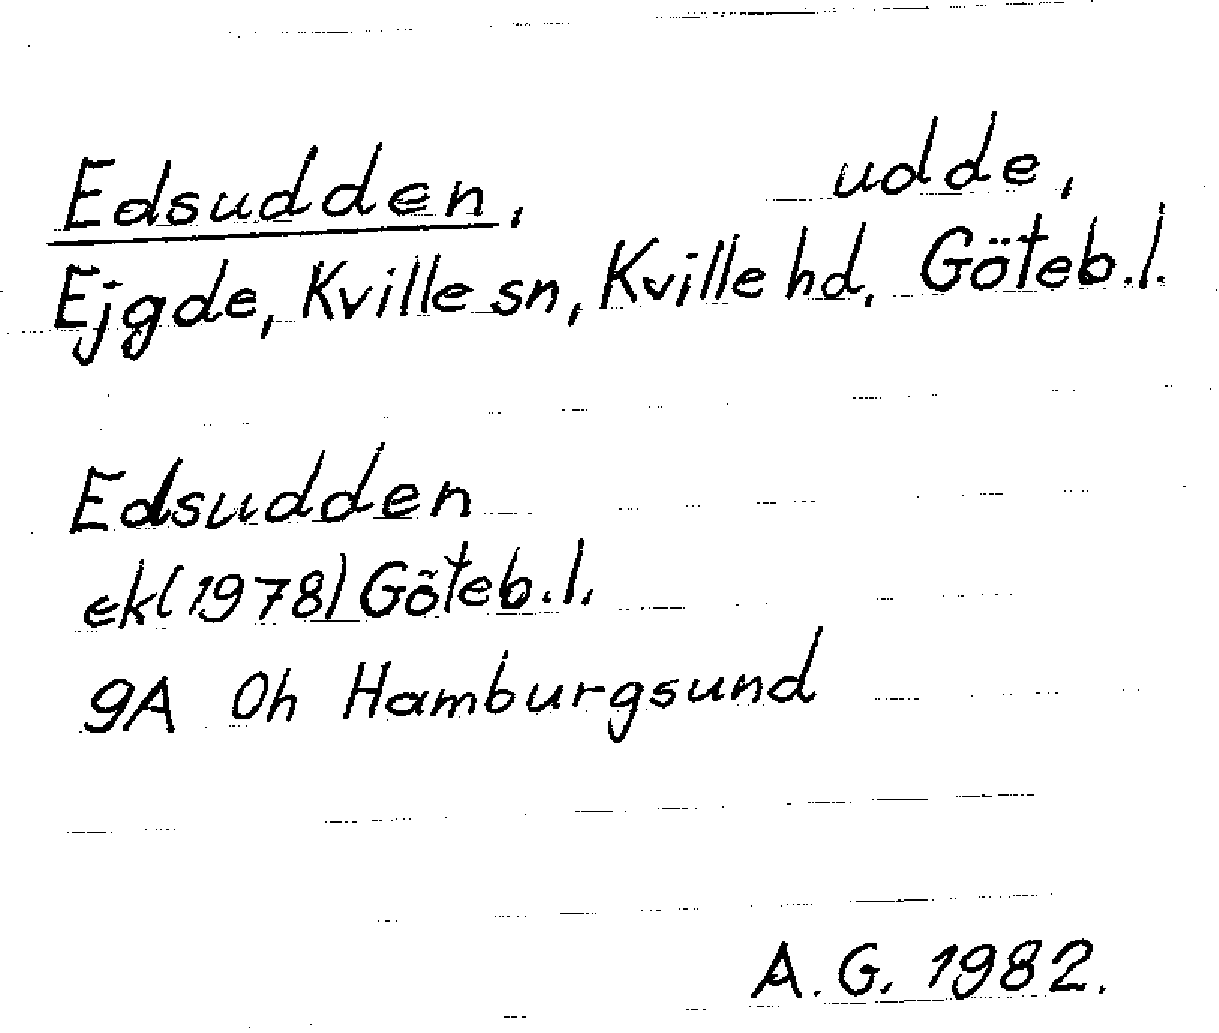 Edsudden, udde,
Ejgde, Kville sn, Kville hd. Göteb. l.
Edsudden
ek (1978) Göteb. l.
9A 0h Hamburgsund
A. G. 1982.